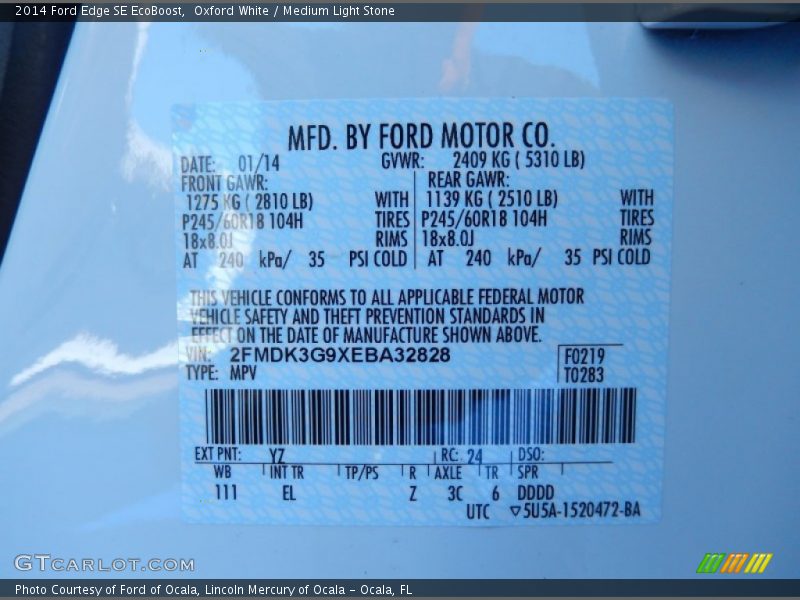 2014 Ford Edge SE EcoBoost, Oxford White / Medium Light Stone
MFD. BY FORD MOTOR CO.
DATE: 01/14 GVWR: 2409 KG ( 5310 LB)
FRONT GAWR: REAR GAWR:
1275 KG ( 2810 LB) WITH 1139 KG ( 2510 LB) WITH
P245/60R18 104H TIRES P245/60R18 104H TIRES
18x8.0J RIMS 18x8.0J RIMS
AT 240 kPa/ 35 PSI COLD AT 240 kPa/ 35 PSI COLD
THIS VEHICLE CONFORMS TO ALL APPLICABLE FEDERAL MOTOR
VEHICLE SAFETY AND THEFT PREVENTION STANDARDS IN
EFFECT ON THE DATE OF MANUFACTURE SHOWN ABOVE.
VIN: 2FMDK3G9XEBA32828 F0219
TYPE: MPV T0283
EXT PNT: YZ RC: 24 DSO:
WB INT TR TP/PS R AXLE TR SPR
111 EL Z 3C 6 DDDD
UTC ▽5U5A-1520472-BA
GTCARLOT.COM
Photo Courtesy of Ford of Ocala, Lincoln Mercury of Ocala – Ocala, FL